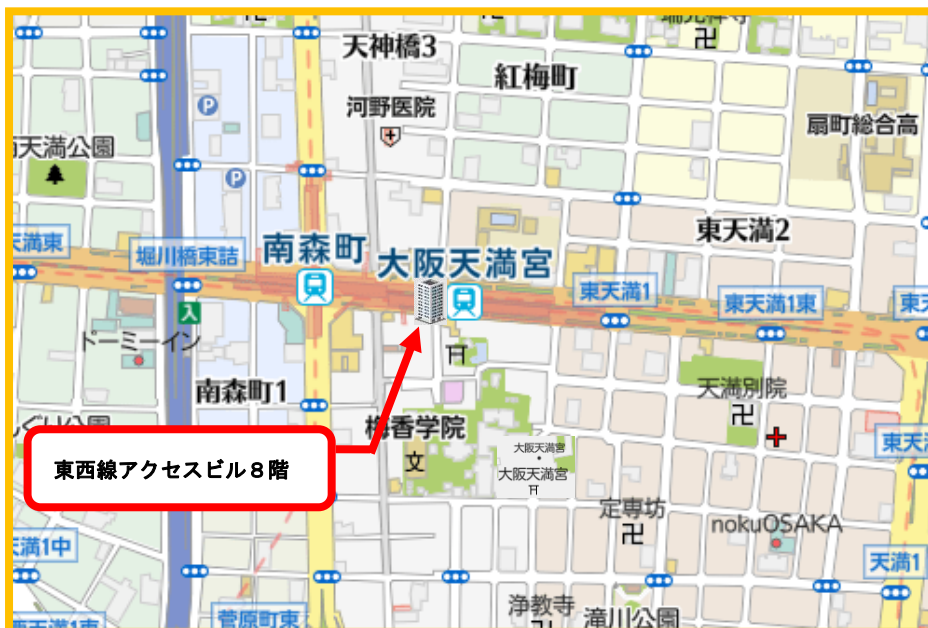 天神橋3
紅梅町
河野医院
扇町総合高
天満公園
東天満2
天満東
堀川橋東詰
南森町
大阪天満宮
東天満1
東天満1東
入
ドーミーイン
南森町1
天満別院
梅香学院
文
大阪天満宮
大阪天満宮
東西線アクセスビル８階
定専坊
nokuOSAKA
天満1中
天満1
菅原町東
浄教寺
滝川公園
P
P